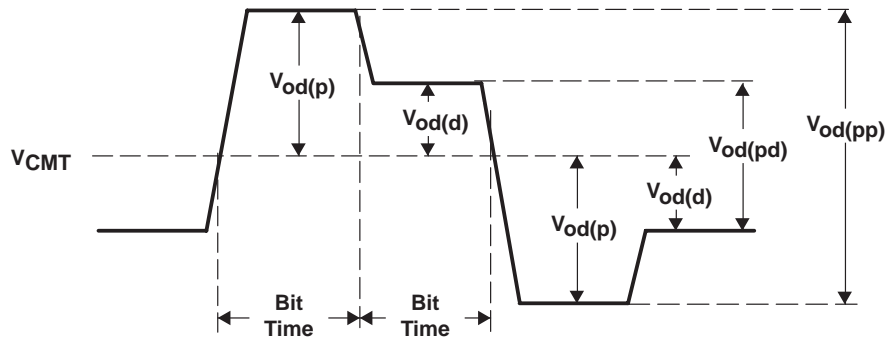 Vod(p)
Vod(d)
Vod(pp)
Vod(pd)
VCMT
Vod(d)
Vod(p)
Bit
Time
Bit
Time